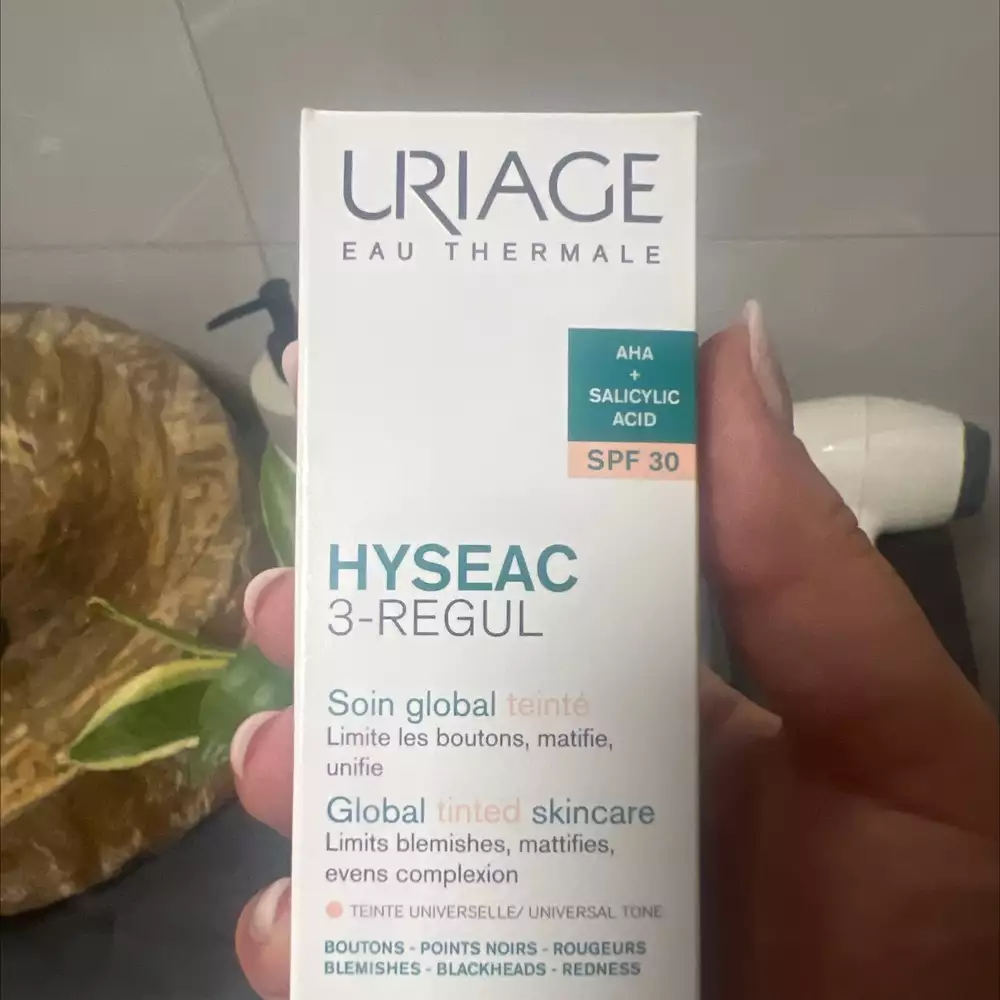 URIAGE
EAU THERMALE
AHA
+
SALICYLIC
ACID
SPF 30
HYSEAC
3-REGUL
Soin global teinté
Limite les boutons, matifie,
unifie
Global tinted skincare
Limits blemishes, mattifies,
evens complexion
TEINTE UNIVERSELLE/ UNIVERSAL TONE
BOUTONS - POINTS NOIRS - ROUGEURS
BLEMISHES - BLACKHEADS - REDNESS